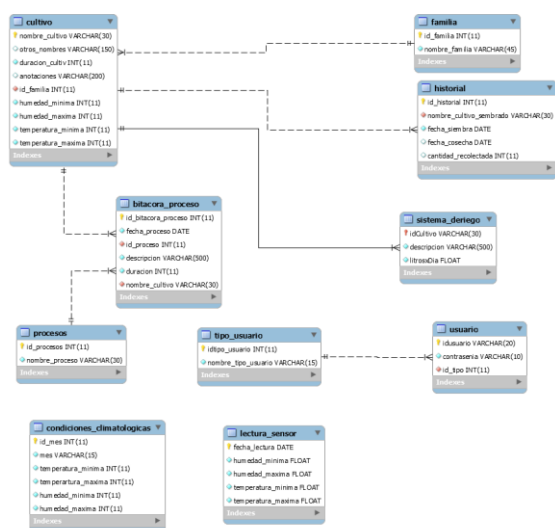 cultivo
nombre_cultivo VARCHAR(30)
otros_nombres VARCHAR(150)
duracion_cultiv INT(11)
anotaciones VARCHAR(200)
id_familia INT(11)
humedad_minima INT(11)
humedad_maxima INT(11)
temperatura_minima INT(11)
temperatura_maxima INT(11)
Indexes
familia
id_familia INT(11)
nombre_familia VARCHAR(45)
Indexes
historial
id_historial INT(11)
nombre_cultivo_sembrado VARCHAR(30)
fecha_siembra DATE
fecha_cosecha DATE
cantidad_recolectada INT(11)
Indexes
bitacora_proceso
id_bitacora_proceso INT(11)
fecha_proceso DATE
id_proceso INT(11)
descripcion VARCHAR(500)
duracion INT(11)
nombre_cultivo VARCHAR(30)
Indexes
sistema_deriego
idCultivo VARCHAR(30)
descripcion VARCHAR(500)
litrosxDia FLOAT
Indexes
procesos
id_procesos INT(11)
nombre_proceso VARCHAR(30)
Indexes
tipo_usuario
idtipo_usuario INT(11)
nombre_tipo_usuario VARCHAR(15)
Indexes
usuario
idusuario VARCHAR(20)
contrasenia VARCHAR(10)
id_tipo INT(11)
Indexes
condiciones_climatologicas
id_mes INT(11)
mes VARCHAR(15)
temperatura_minima INT(11)
temperartura_maxima INT(11)
humedad_minima INT(11)
humedad_maxima INT(11)
Indexes
lectura_sensor
fecha_lectura DATE
humedad_minima FLOAT
humedad_maxima FLOAT
temperatura_minima FLOAT
temperatura_maxima FLOAT
Indexes